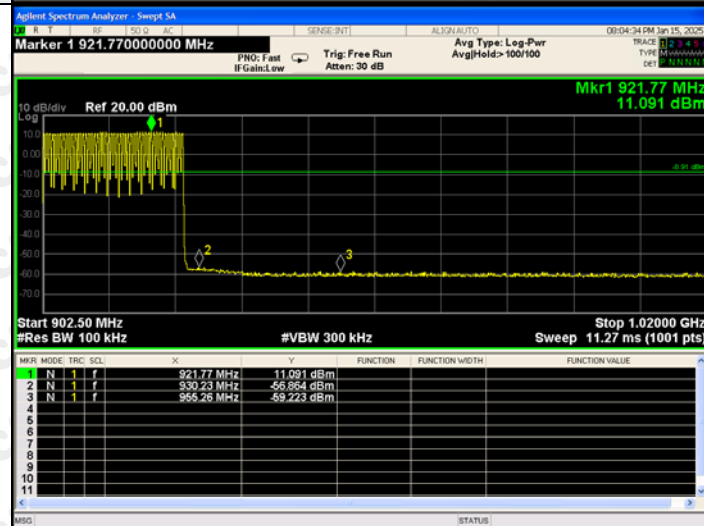 Agilent Spectrum Analyzer - Swept SA
R T RF 50 Ω AC SENSE:INT ALIGNAUTO 08:04:34 PM Jan 15, 2025
Marker 1 921.770000000 MHz Avg Type: Log-Pwr TRACE 1 2 3 4 5
PNO: Fast Trig: Free Run Avg|Hold:> 100/100 TYPE M
IFGain:Low Atten: 30 dB DET P N N N N
Mkr1 921.77 MHz
10 dB/div Ref 20.00 dBm 11.091 dBm
Log
1
10.0
0.00
-8.91 dBm
-10.0
-20.0
-30.0
-40.0
-50.0
2 3
-60.0
-70.0
Start 902.50 MHz Stop 1.02000 GHz
#Res BW 100 kHz #VBW 300 kHz Sweep 11.27 ms (1001 pts)
MKR MODE TRC SCL X Y FUNCTION FUNCTION WIDTH FUNCTION VALUE
1 N 1 f 921.77 MHz 11.091 dBm
2 N 1 f 930.23 MHz -56.864 dBm
3 N 1 f 955.26 MHz -59.223 dBm
4
5
6
7
8
9
10
11
MSG STATUS